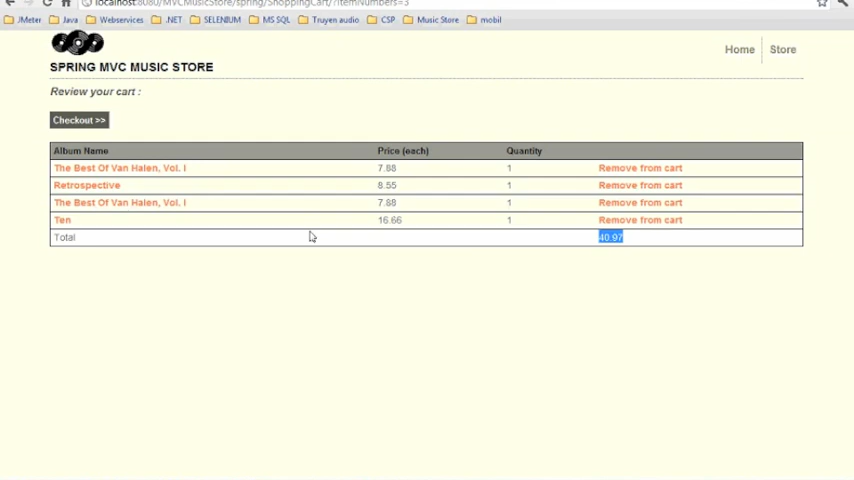 localhost:8080/MVCMusicStore/spring/ShoppingCart/?itemNumbers=3
JMeter Java Webservices .NET SELENIUM MS SQL Truyen audio CSP Music Store mobil
Home Store
SPRING MVC MUSIC STORE
Review your cart :
Checkout >>
Album Name Price (each) Quantity
The Best Of Van Halen, Vol. I 7.88 1 Remove from cart
Retrospective 8.55 1 Remove from cart
The Best Of Van Halen, Vol. I 7.88 1 Remove from cart
Ten 16.66 1 Remove from cart
Total 40.97